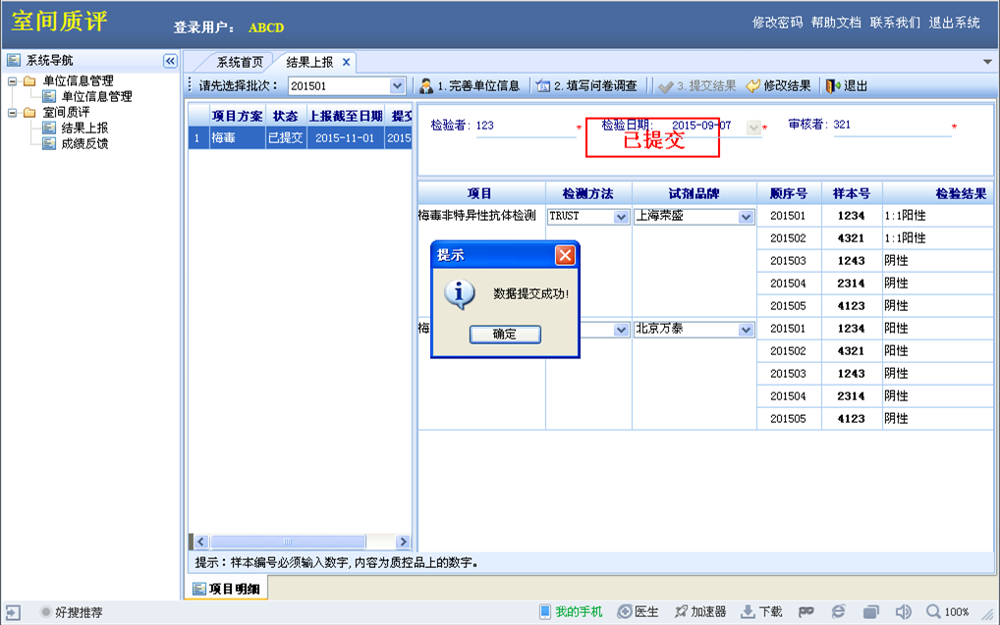 室间质评
登录用户： ABCD
修改密码 帮助文档 联系我们 退出系统
系统导航
单位信息管理
单位信息管理
室间质评
结果上报
成绩反馈
系统首页 结果上报
请先选择批次： 201501 1. 完善单位信息 2. 填写问卷调查 3. 提交结果 修改结果 退出
项目方案 状态 上报截至日期 提交
1 梅毒 已提交 2015-11-01 2015
检验者: 123 * 检验日期: 2015-09-07 * 审核者: 321 *
已提交
项目 检测方法 试剂品牌 顺序号 样本号 检验结果
梅毒非特异性抗体检测 TRUST 上海荣盛 201501 1234 1:1阳性
201502 4321 1:1阳性
201503 1243 阴性
201504 2314 阴性
201505 4123 阴性
梅 北京万泰 201501 1234 阳性
201502 4321 阳性
201503 1243 阴性
201504 2314 阴性
201505 4123 阴性
提示
数据提交成功!
确定
提示：样本编号必须输入数字,内容为质控品上的数字。
项目明细
好搜推荐
我的手机 医生 加速器 下载 100%